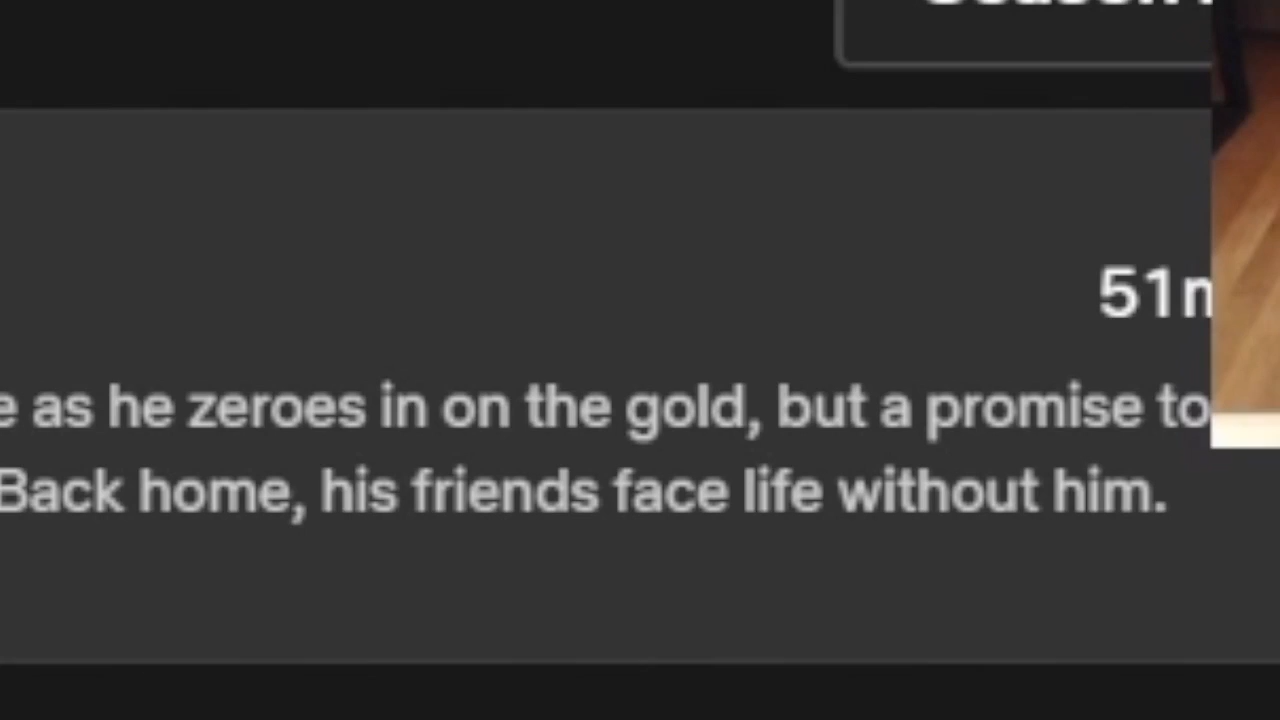 51m
e as he zeroes in on the gold, but a promise to
Back home, his friends face life without him.